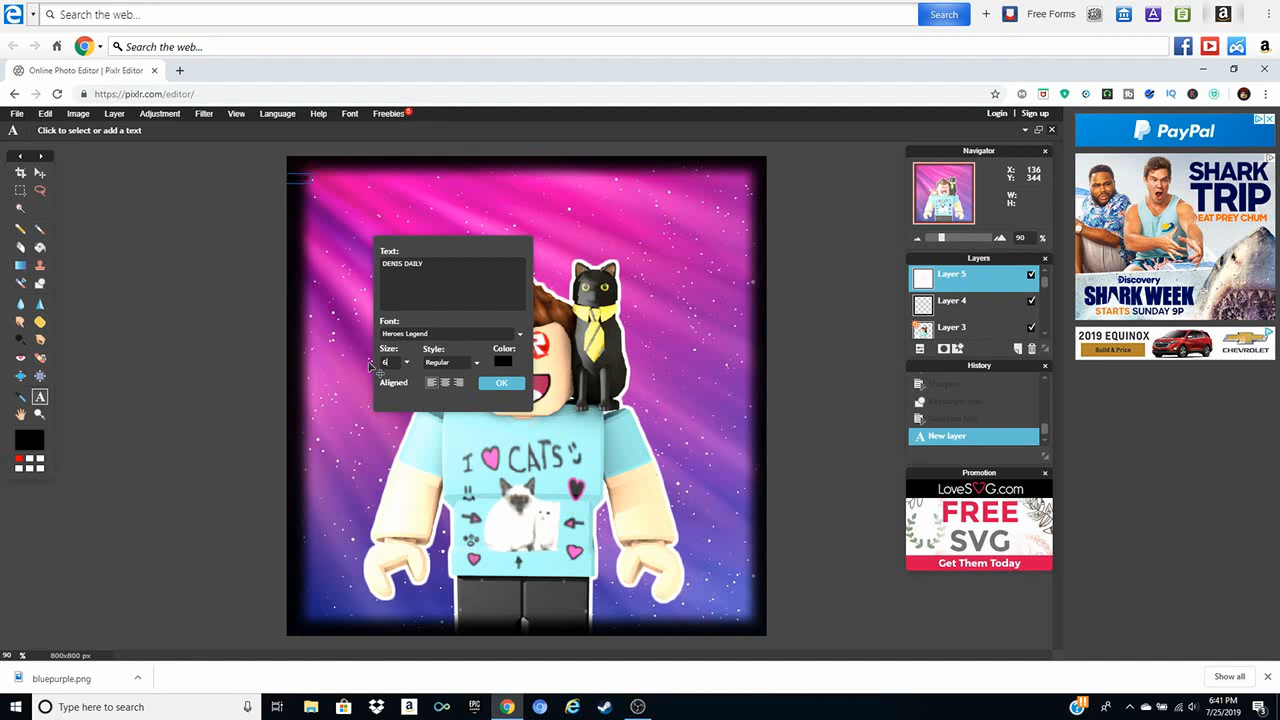 Search the web...
Search
Free Forms
Search the web...
Online Photo Editor | Pixlr Editor
https://pixlr.com/editor/
File Edit Image Layer Adjustment Filter View Language Help Font Freebies
Login Sign up
A Click to select or add a text
Navigator
X: 136
Y: 344
W:
H:
90 %
Text:
DENIS DAILY
Font:
Heroes Legend
Size: Style: Color:
6 Regular
Aligned OK
I CATS
Layers
Layer 5
Layer 4
Layer 3
History
Sharpen
Gaussian blur
A New layer
Promotion
LoveSVG.com
FREE
SVG
Get Them Today
PayPal
SHARK
TRIP
EAT PREY CHUM
Discovery
SHARK WEEK
STARTS SUNDAY 9P
2019 EQUINOX
Build & Price
CHEVROLET
90 % 800x800 px
bluepurple.png
Show all
Type here to search
6:41 PM
7/25/2019